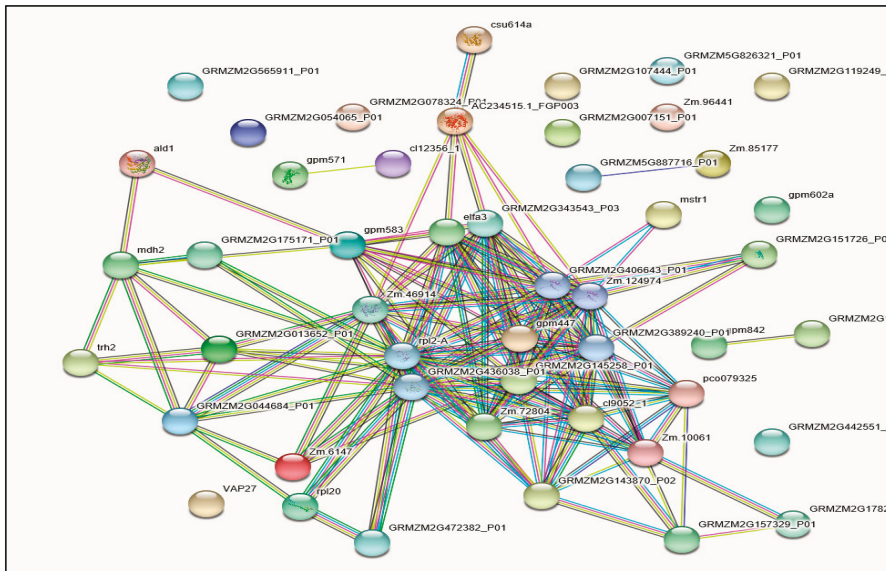 csu614a
GRMZM2G565911_P01
GRMZM5G826321_P01
GRMZM2G107444_P01
GRMZM2G119249_
GRMZM2G078324_P01
AC234515.1_FGP003
Zm.96441
GRMZM2G054065_P01
GRMZM2G007151_P01
ald1
cl12356_1
Zm.85177
gpm571
GRMZM5G887716_P01
gpm602a
mstr1
elfa3
GRMZM2G343543_P03
gpm583
GRMZM2G175171_P01
mdh2
GRMZM2G151726_P0
GRMZM2G406643_P01
Zm.124974
Zm.46914
GRMZM2G1
gpm447
GRMZM2G013652_P01
rpl2-A
GRMZM2G389240_P01
pm842
trh2
GRMZM2G436038_P01
GRMZM2G145258_P01
pco079325
GRMZM2G044684_P01
Zm.72804
cl9052_1
GRMZM2G442551_
Zm.6147
Zm.10061
VAP27
rpl20
GRMZM2G143870_P02
GRMZM2G1782
GRMZM2G472382_P01
GRMZM2G157329_P01